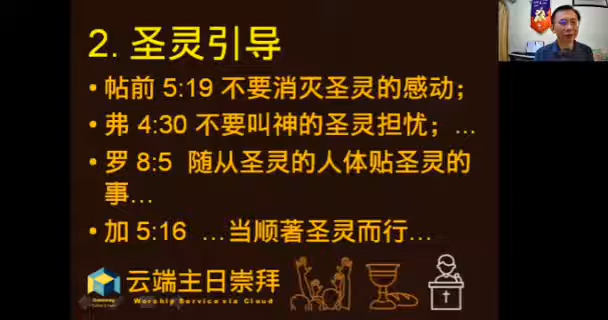 2. 圣灵引导
• 帖前 5:19 不要消灭圣灵的感动；
• 弗 4:30 不要叫神的圣灵担忧；...
• 罗 8:5 随从圣灵的人体贴圣灵的
事...
• 加 5:16 ...当顺著圣灵而行...
云端主日崇拜
Worship Service via Cloud